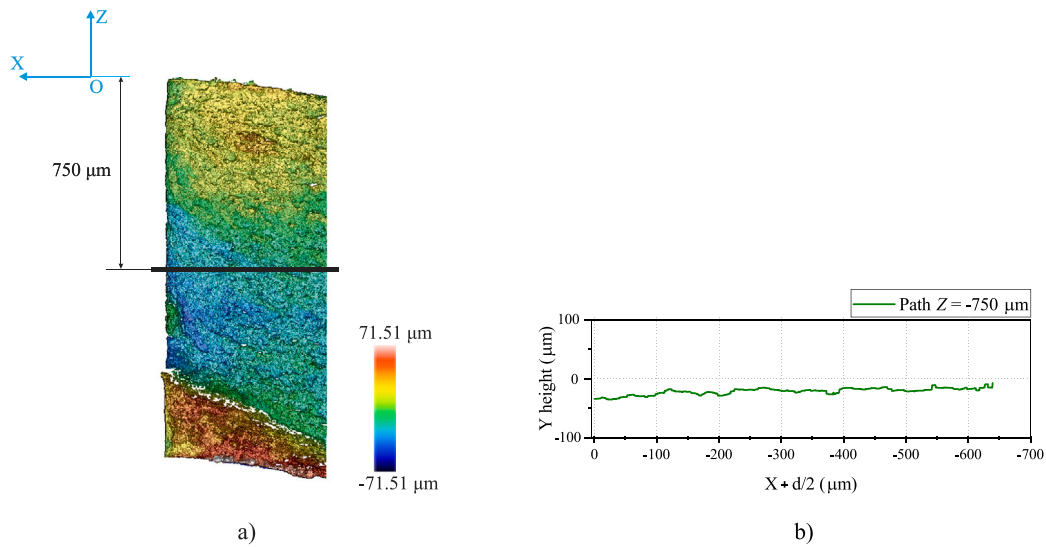 Z
X
O
750 μm
71.51 μm
-71.51 μm
a)
Path Z = -750 μm
100
0
-100
Y height (μm)
0 -100 -200 -300 -400 -500 -600 -700
X + d/2 (μm)
b)